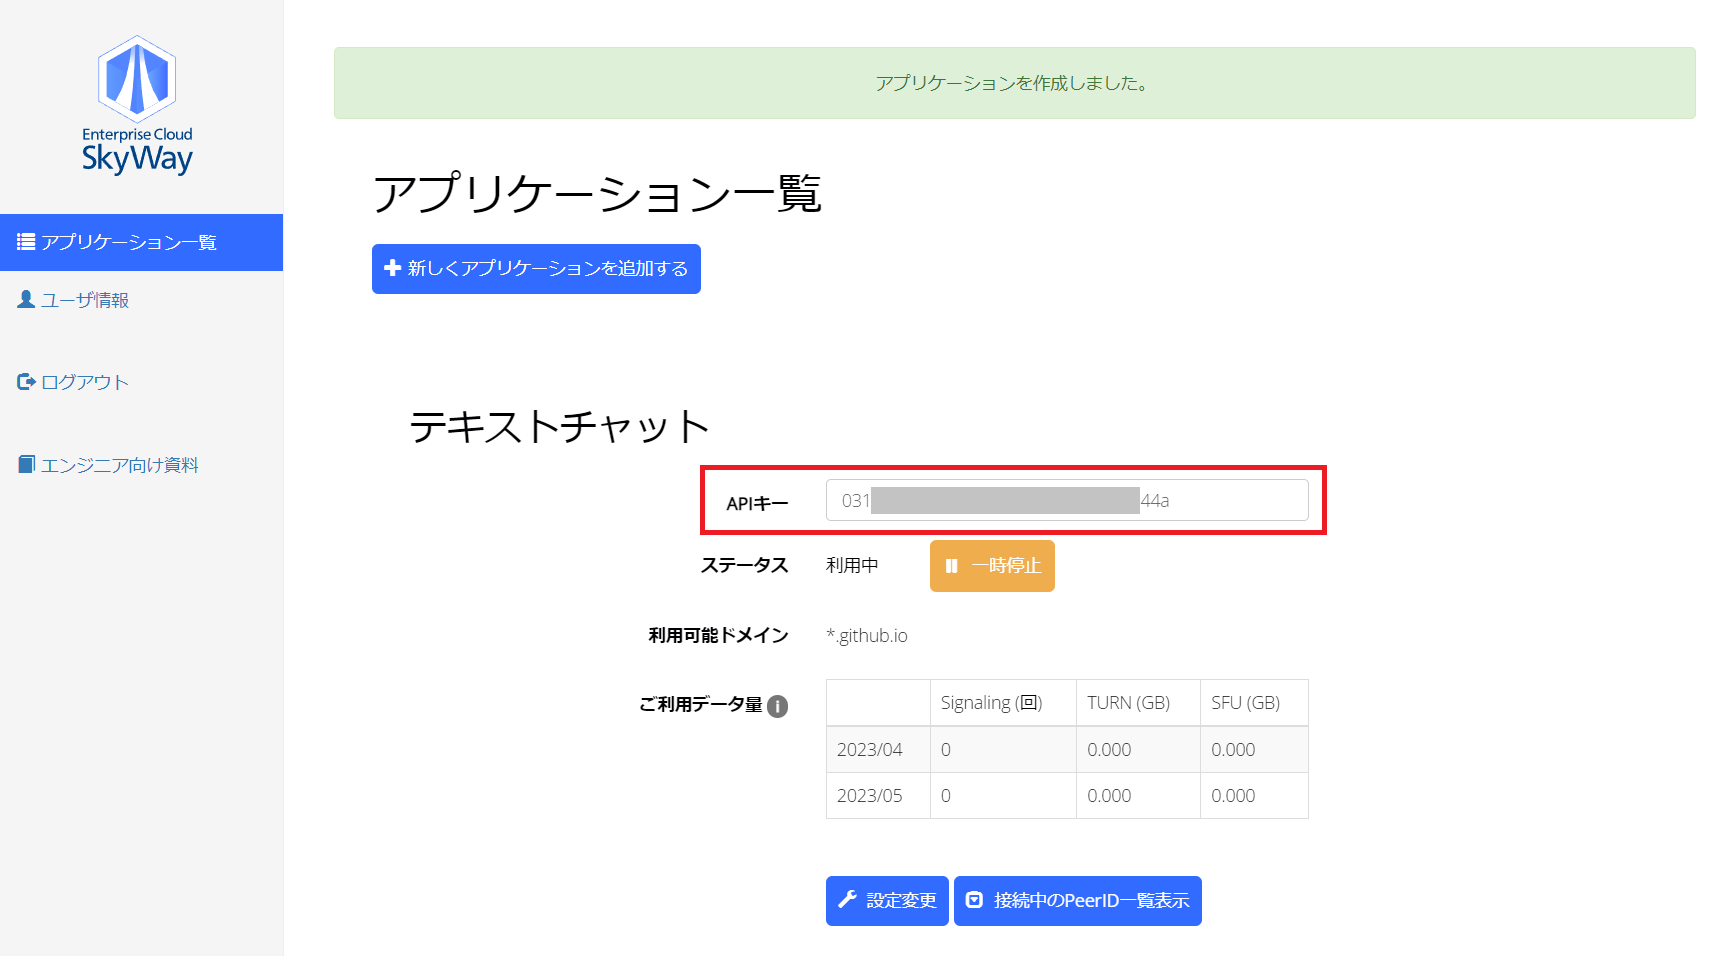 Enterprise Cloud
SkyWay
アプリケーション一覧
ユーザ情報
ログアウト
エンジニア向け資料
アプリケーションを作成しました。
アプリケーション一覧
新しくアプリケーションを追加する
テキストチャット
APIキー 031 44a
ステータス 利用中 一時停止
利用可能ドメイン *.github.io
ご利用データ量 Signaling (回) TURN (GB) SFU (GB)
2023/04 0 0.000 0.000
2023/05 0 0.000 0.000
設定変更 接続中のPeerID一覧表示